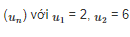 (uₙ) với u₁ = 2, u₂ = 6